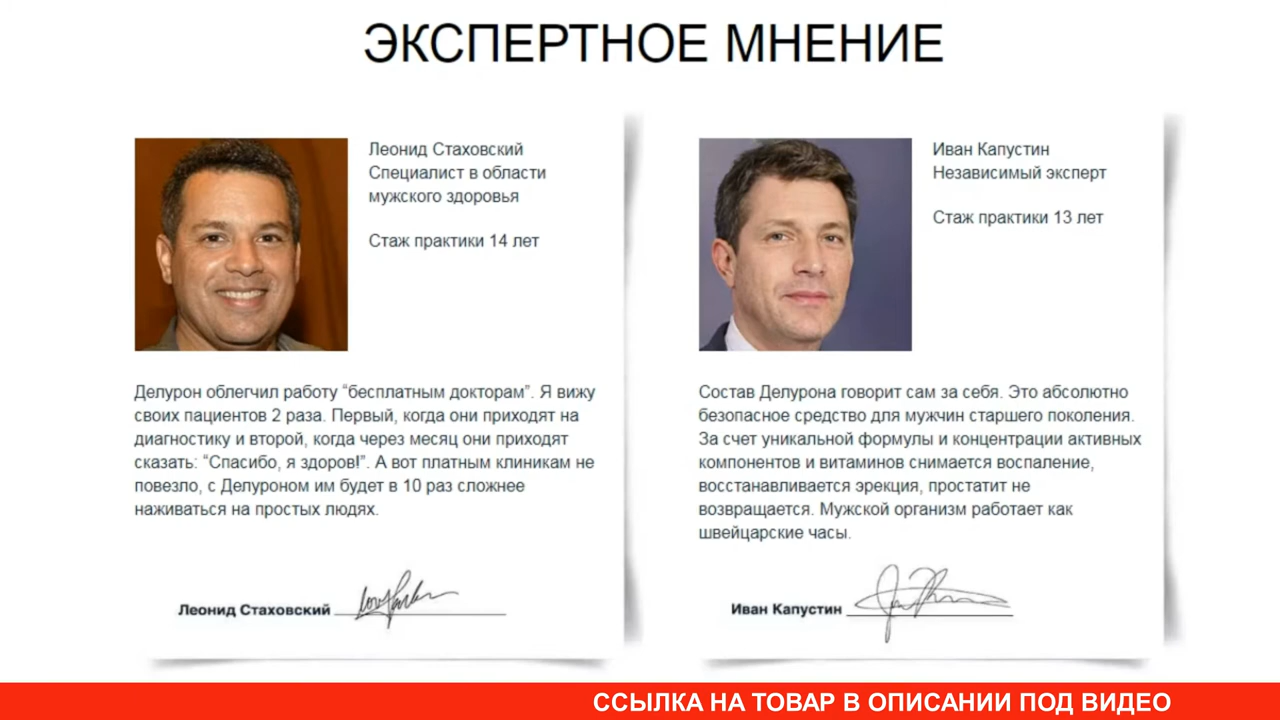 ЭКСПЕРТНОЕ МНЕНИЕ
Леонид Стаховский
Специалист в области
мужского здоровья
Стаж практики 14 лет
Делурон облегчил работу “бесплатным докторам”. Я вижу
своих пациентов 2 раза. Первый, когда они приходят на
диагностику и второй, когда через месяц они приходят
сказать: “Спасибо, я здоров!”. А вот платным клиникам не
повезло, с Делуроном им будет в 10 раз сложнее
наживаться на простых людях.
Леонид Стаховский
Иван Капустин
Независимый эксперт
Стаж практики 13 лет
Состав Делурона говорит сам за себя. Это абсолютно
безопасное средство для мужчин старшего поколения.
За счет уникальной формулы и концентрации активных
компонентов и витаминов снимается воспаление,
восстанавливается эрекция, простатит не
возвращается. Мужской организм работает как
швейцарские часы.
Иван Капустин
ССЫЛКА НА ТОВАР В ОПИСАНИИ ПОД ВИДЕО